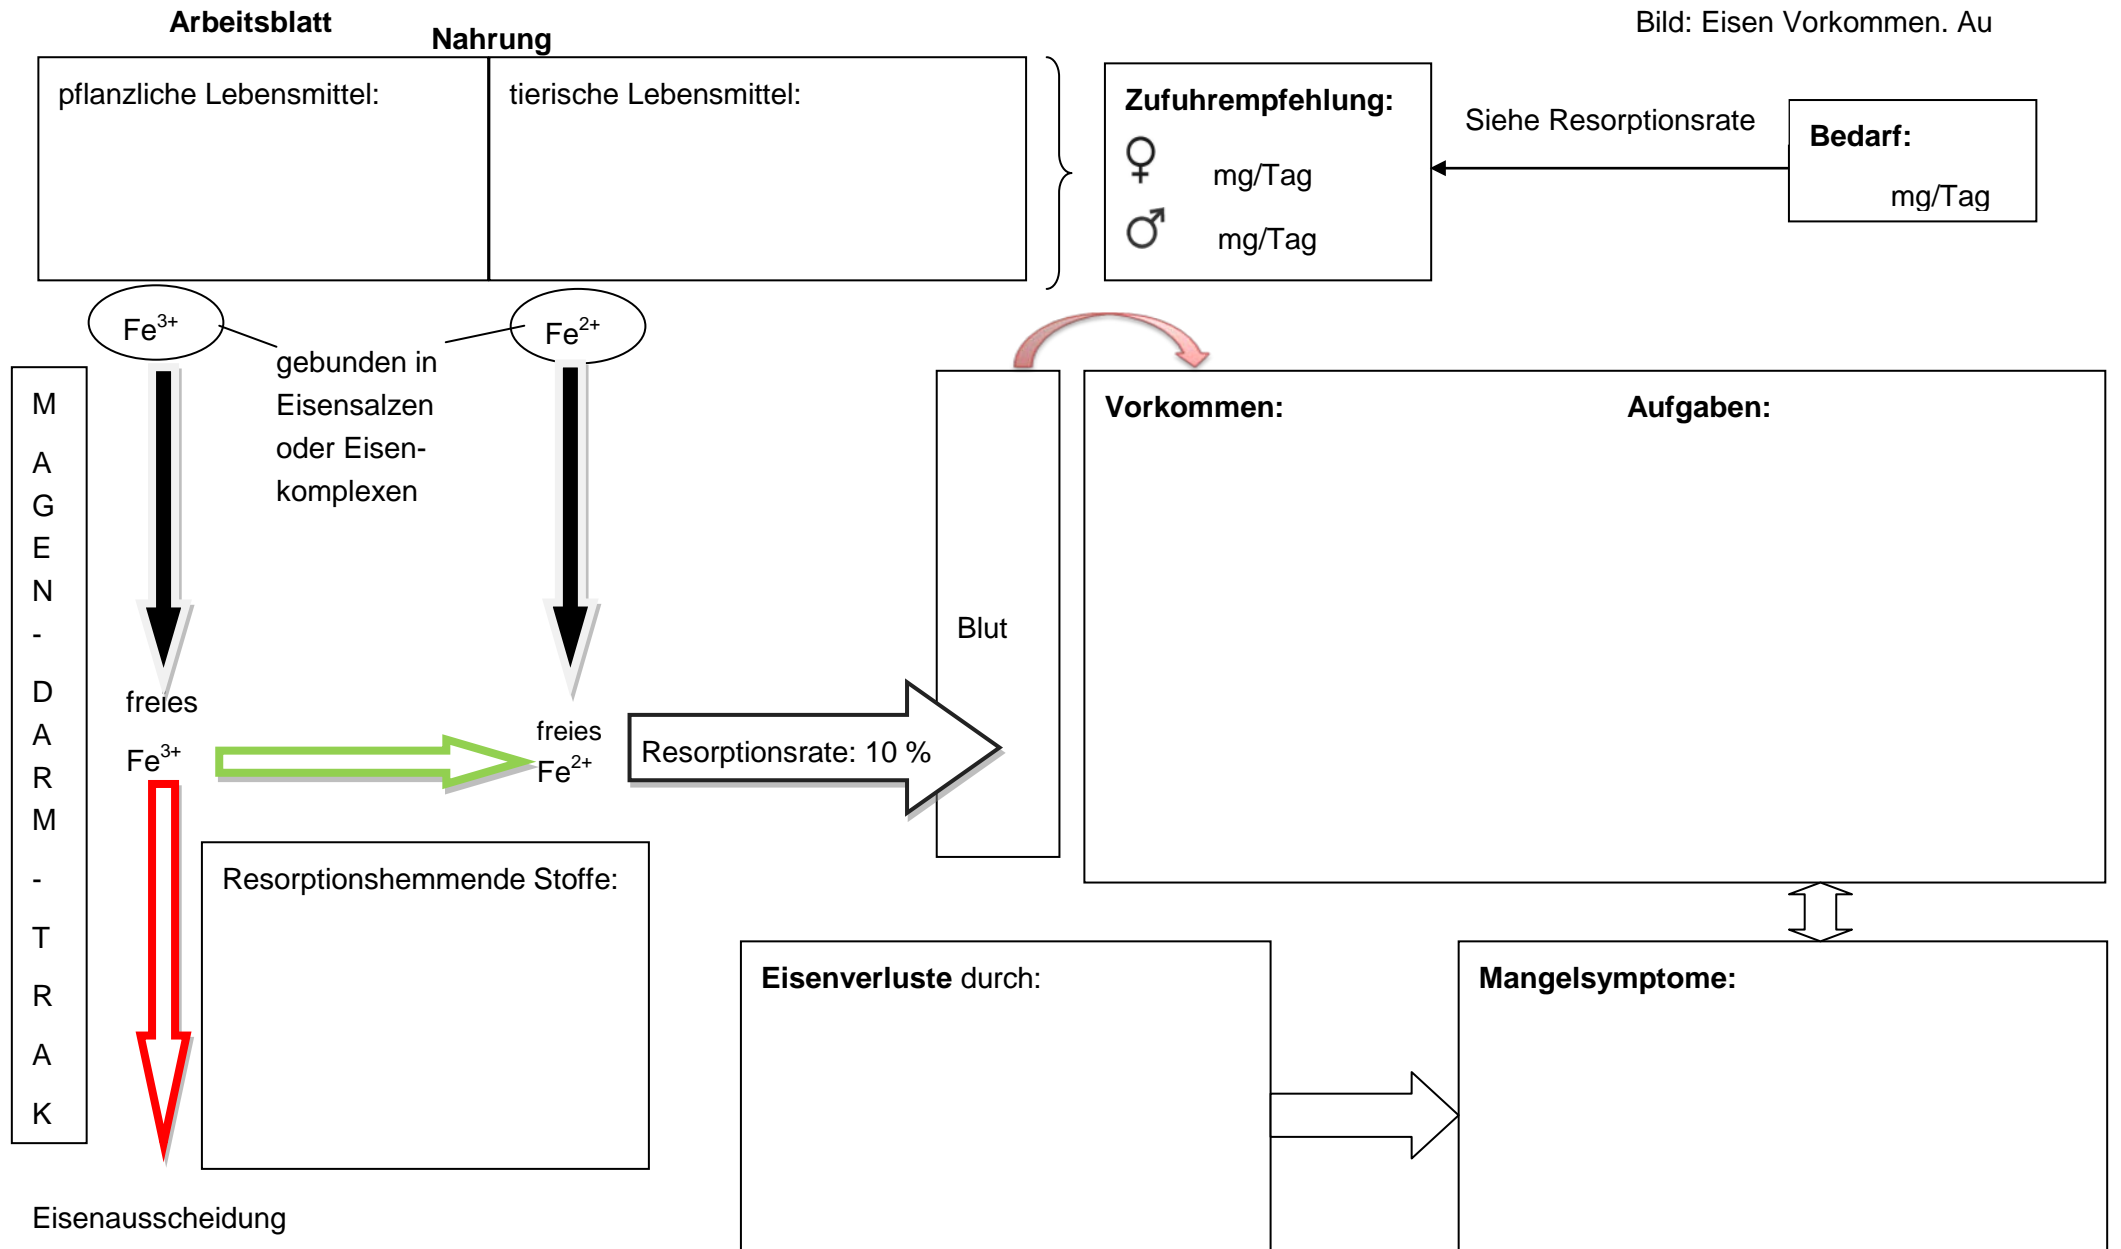 Arbeitsblatt
Nahrung
Bild: Eisen Vorkommen. Au
pflanzliche Lebensmittel:
tierische Lebensmittel:
Zufuhrempfehlung:
♀ mg/Tag
♂ mg/Tag
Siehe Resorptionsrate
Bedarf:
mg/Tag
Fe³⁺
Fe²⁺
gebunden in
Eisensalzen
oder Eisen-
komplexen
M
A
G
E
N
-
D
A
R
M
-
T
R
A
K
freies
Fe³⁺
freies
Fe²⁺
Resorptionsrate: 10 %
Blut
Vorkommen:
Aufgaben:
Resorptionshemmende Stoffe:
Eisenverluste durch:
Mangelsymptome:
Eisenausscheidung